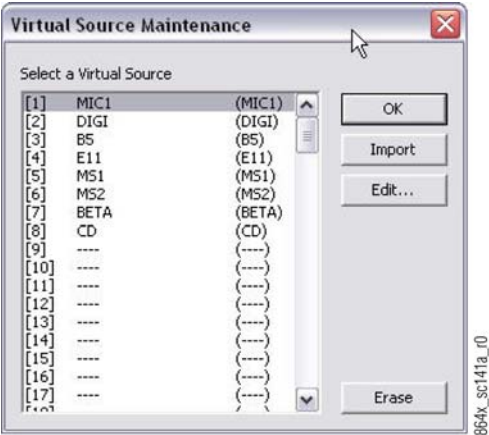 Virtual Source Maintenance
Select a Virtual Source
[1] MIC1 (MIC1)
[2] DIGI (DIGI)
[3] B5 (B5)
[4] E11 (E11)
[5] MS1 (MS1)
[6] MS2 (MS2)
[7] BETA (BETA)
[8] CD (CD)
[9] ---- (----)
[10] ---- (----)
[11] ---- (----)
[12] ---- (----)
[13] ---- (----)
[14] ---- (----)
[15] ---- (----)
[16] ---- (----)
[17] ---- (----)
OK
Import
Edit...
Erase
864x_sc141a_r0